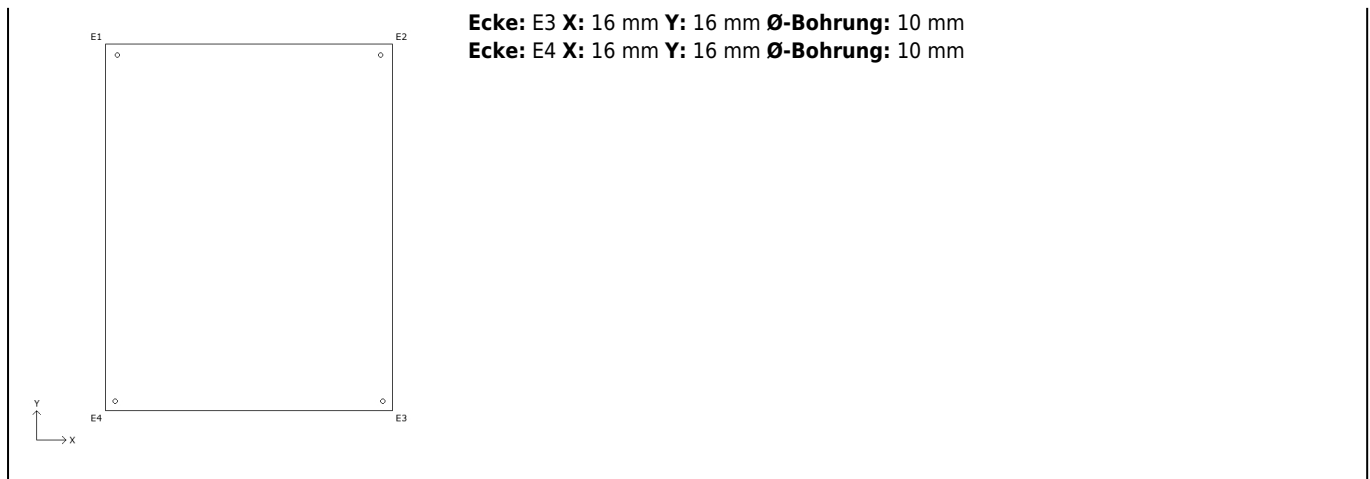 Ecke: E3 X: 16 mm Y: 16 mm Ø-Bohrung: 10 mm
Ecke: E4 X: 16 mm Y: 16 mm Ø-Bohrung: 10 mm
E1
E2
E4
E3
Y
X